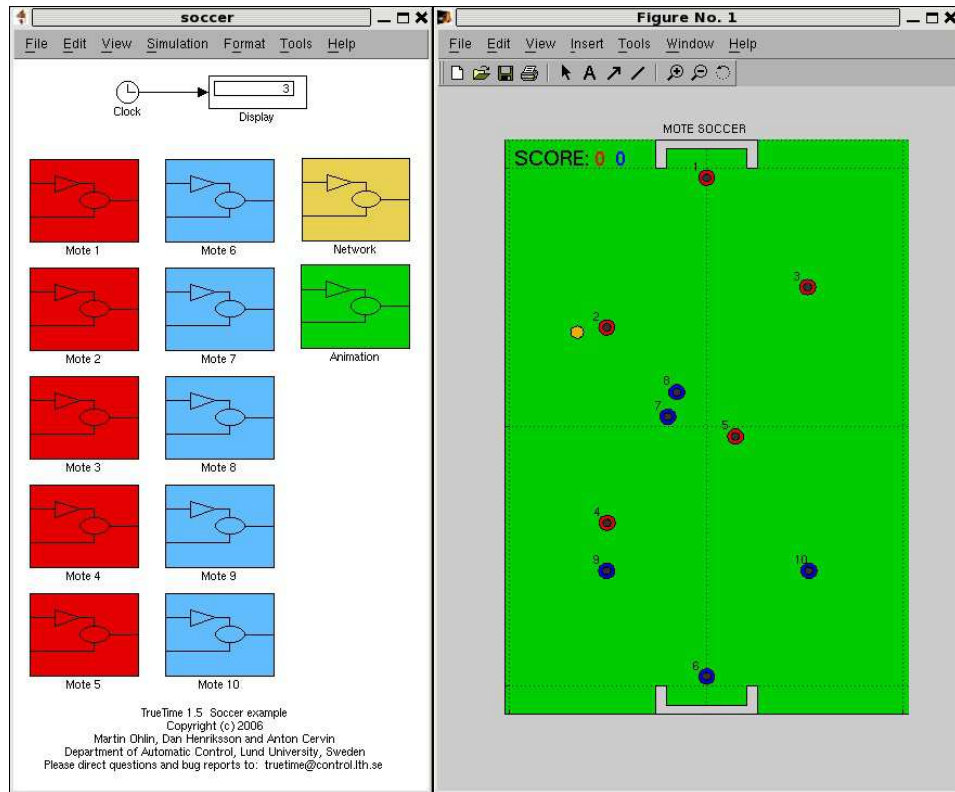 soccer
File Edit View Simulation Format Tools Help
3
Clock
Display
Mote 1
Mote 6
Network
Mote 2
Mote 7
Animation
Mote 3
Mote 8
Mote 4
Mote 9
Mote 5
Mote 10
TrueTime 1.5 Soccer example
Copyright (c) 2006
Martin Ohlin, Dan Henriksson and Anton Cervin
Department of Automatic Control, Lund University, Sweden
Please direct questions and bug reports to: truetime@control.lth.se
Figure No. 1
File Edit View Insert Tools Window Help
A
MOTE SOCCER
SCORE: 0 0
1
3
2
8
7
5
4
9
10
6